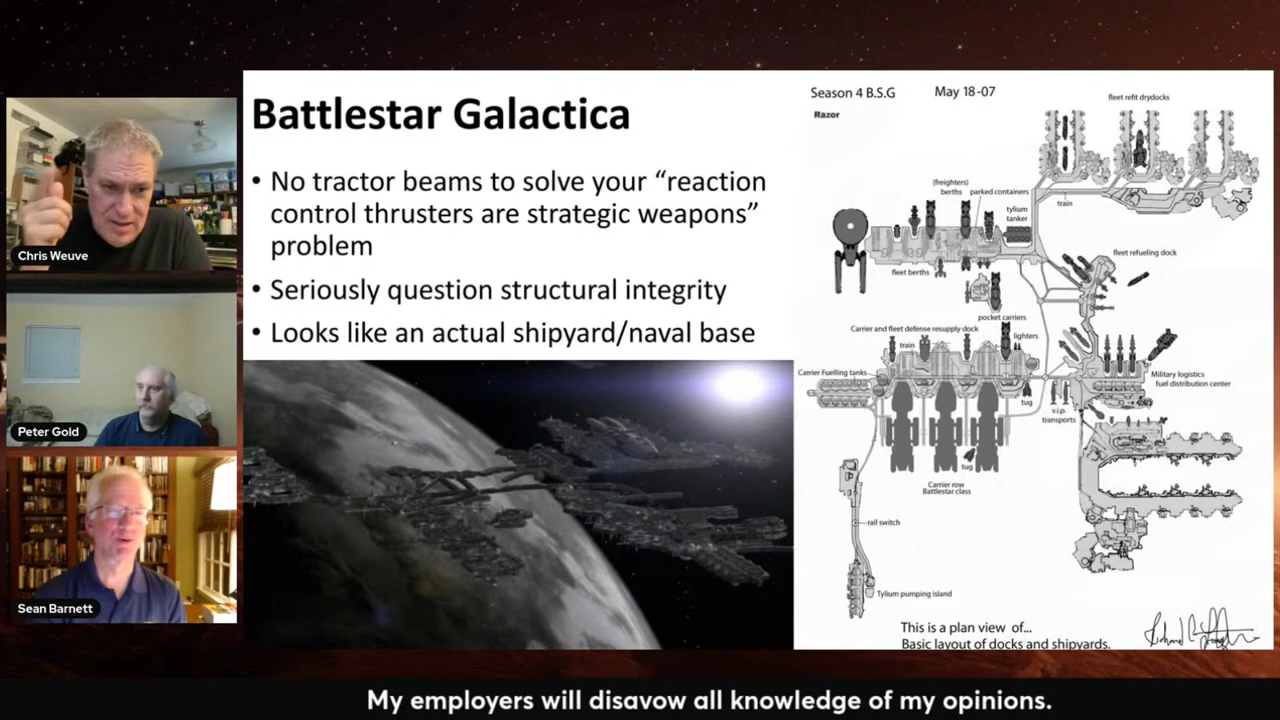 Battlestar Galactica
• No tractor beams to solve your “reaction
control thrusters are strategic weapons”
problem
• Seriously question structural integrity
• Looks like an actual shipyard/naval base
Chris Weuve
Peter Gold
Sean Barnett
Season 4 B.S.G
May 18-07
Razor
fleet refit drydocks
(freighters)
berths
parked containers
tylium
tanker
train
fleet berths
fleet refueling dock
pocket carriers
Carrier and fleet defense resupply dock
lighters
train
Carrier Fuelling tanks
Military logistics
fuel distribution center
tug
v.i.p.
transports
tug
Carrier row
Battlestar class
rail switch
Tylium pumping island
This is a plan view of...
Basic layout of docks and shipyards.
My employers will disavow all knowledge of my opinions.